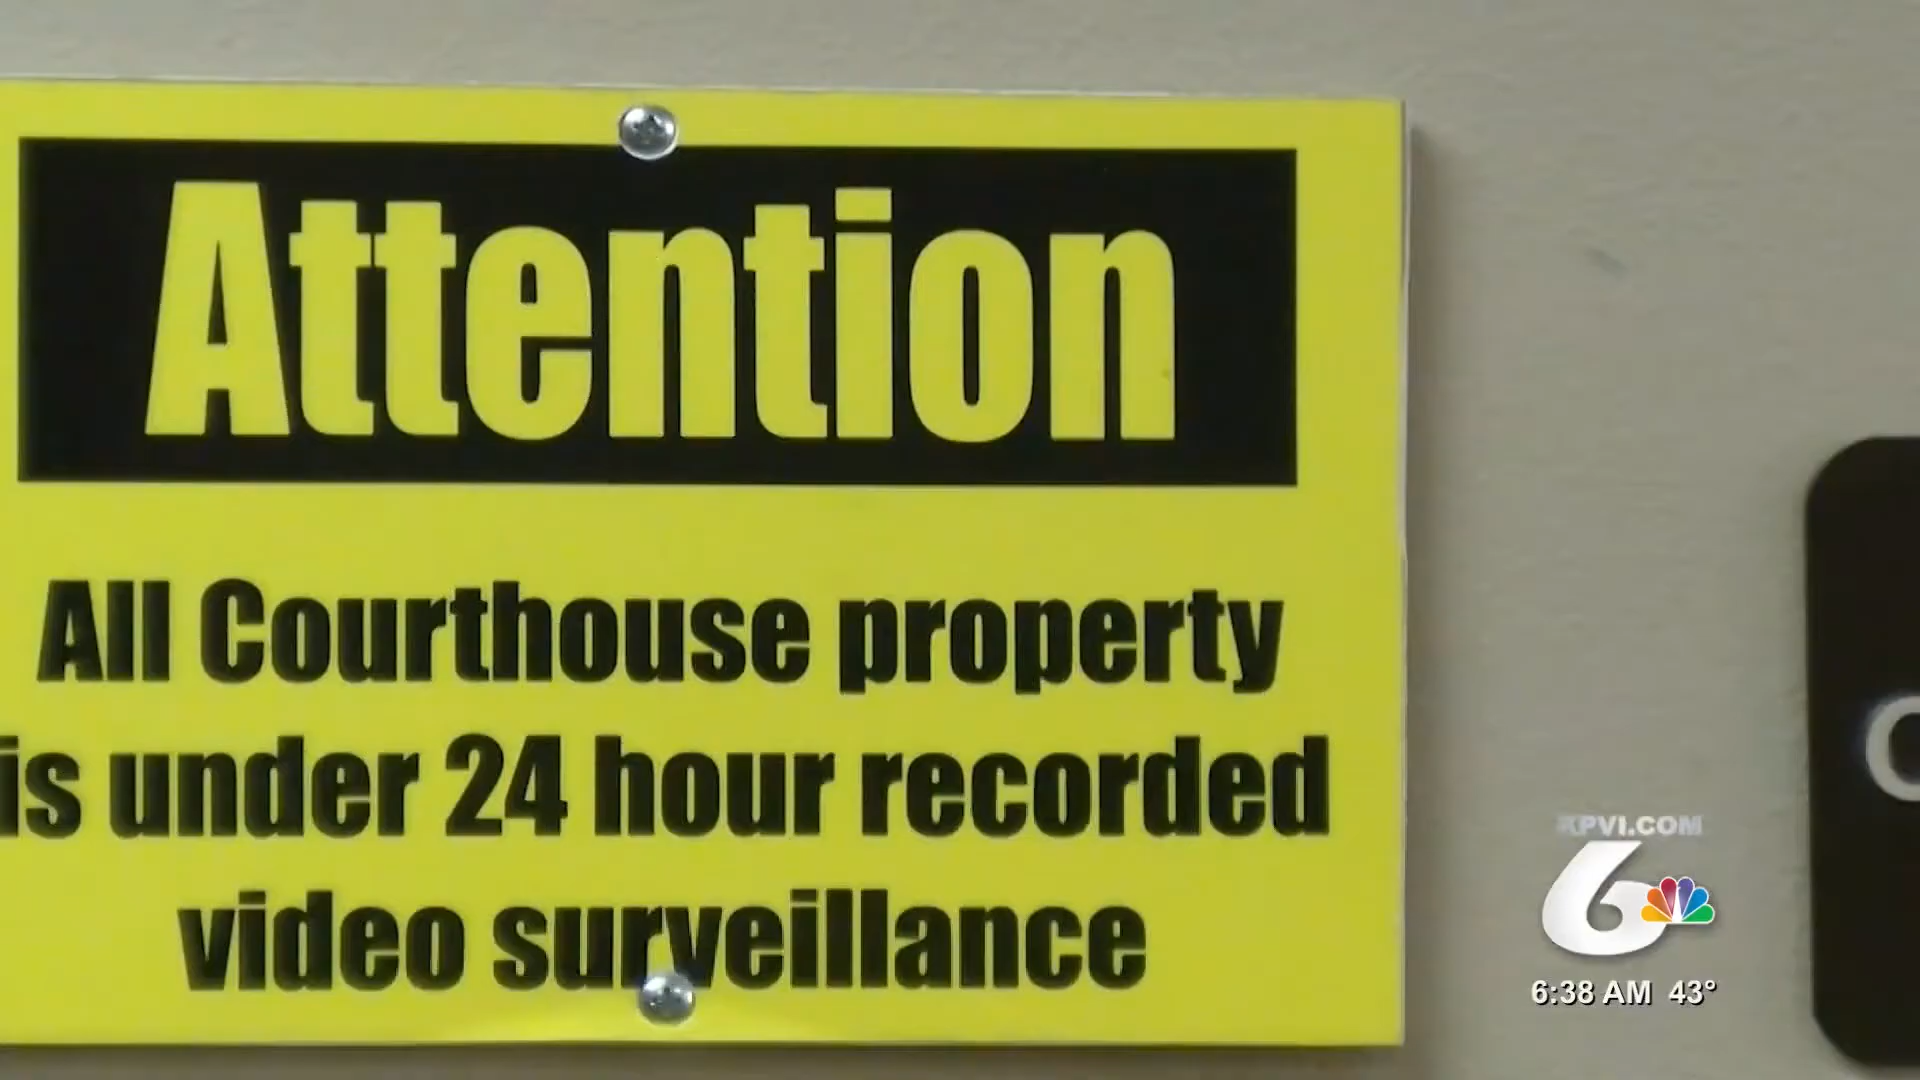 Attention
All Courthouse property
is under 24 hour recorded
video surveillance
KPVI.COM
6
6:38 AM 43°